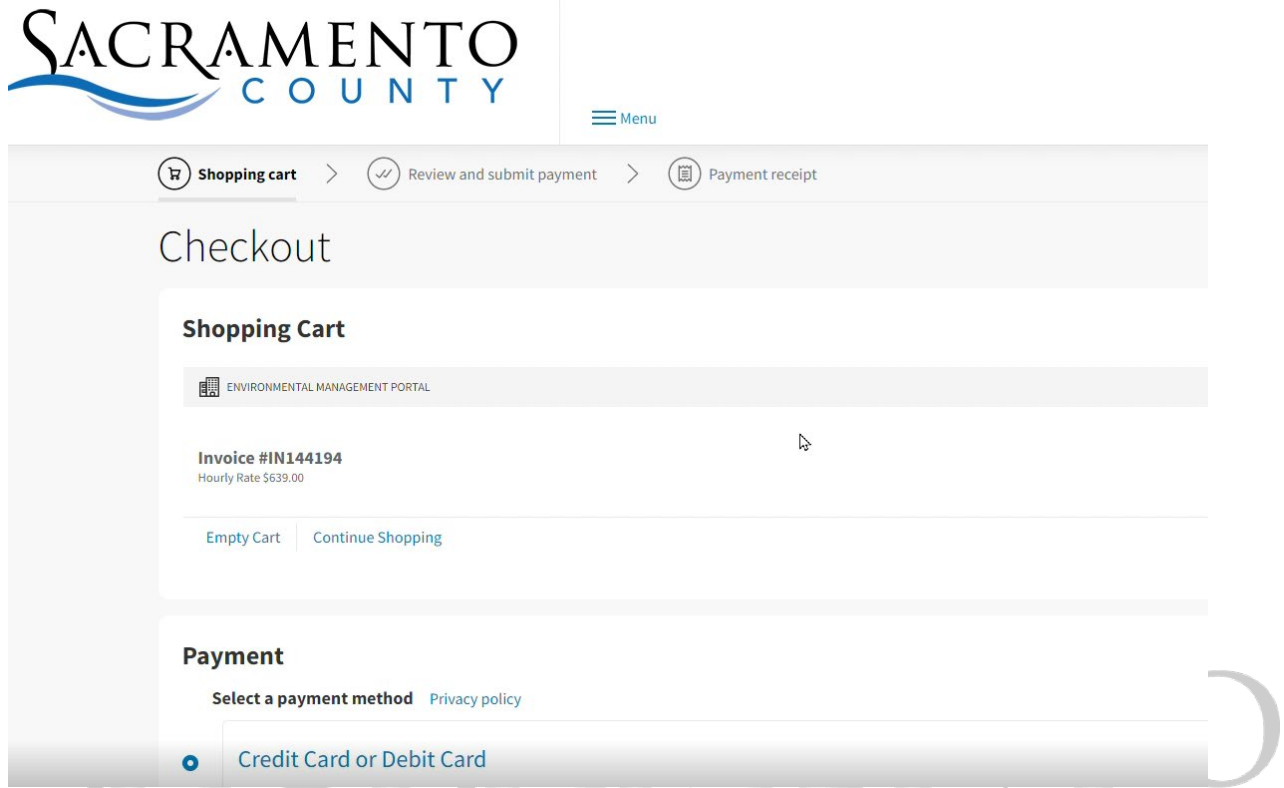 SACRAMENTO
COUNTY
Menu
Shopping cart
Review and submit payment
Payment receipt
Checkout
Shopping Cart
ENVIRONMENTAL MANAGEMENT PORTAL
Invoice #IN144194
Hourly Rate $639.00
Empty Cart
Continue Shopping
Payment
Select a payment method Privacy policy
Credit Card or Debit Card